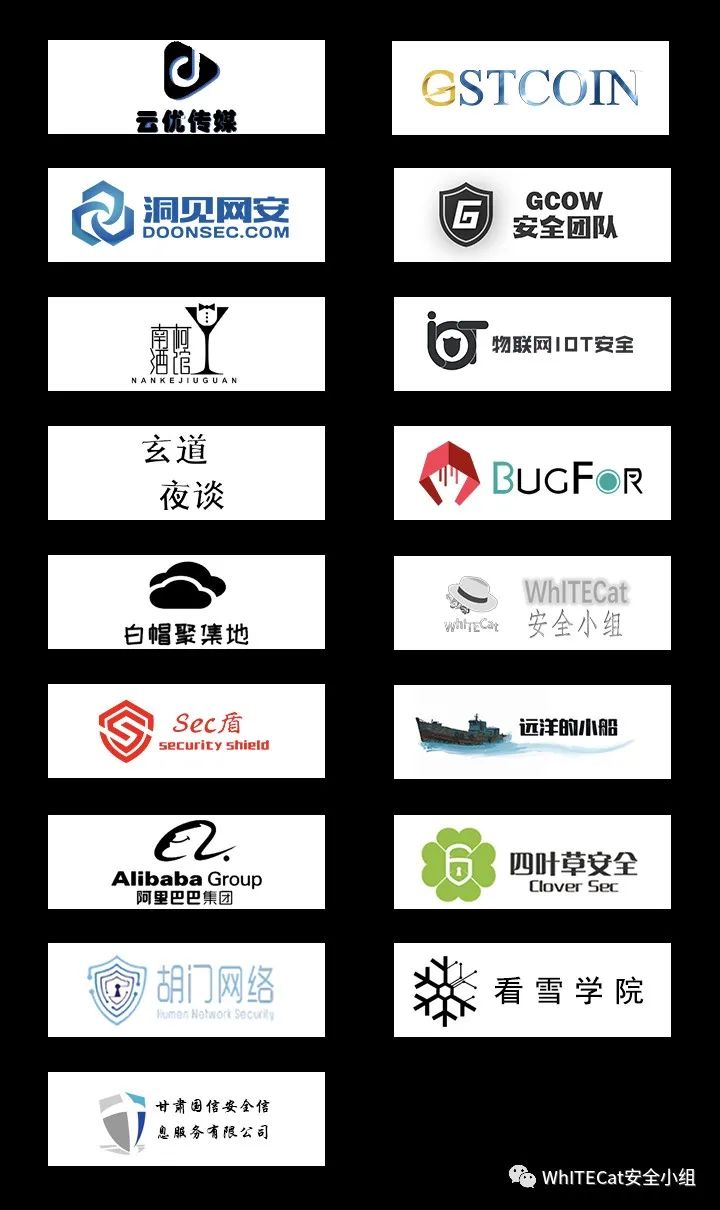 云优传媒
GSTCOIN
洞见网安
DOONSEC.COM
GCOW
安全团队
南柯
酒馆
NANKEJIUGUAN
IOT
物联网IOT安全
玄道
夜谈
BUGFOR
白帽聚集地
WhITECat
WhITECat
安全小组
Sec盾
security shield
远洋的小船
Alibaba Group
阿里巴巴集团
四叶草安全
Clover Sec
胡门网络
Human Network Security
看雪学院
甘肃国信安全信
息服务有限公司
WhITECat安全小组